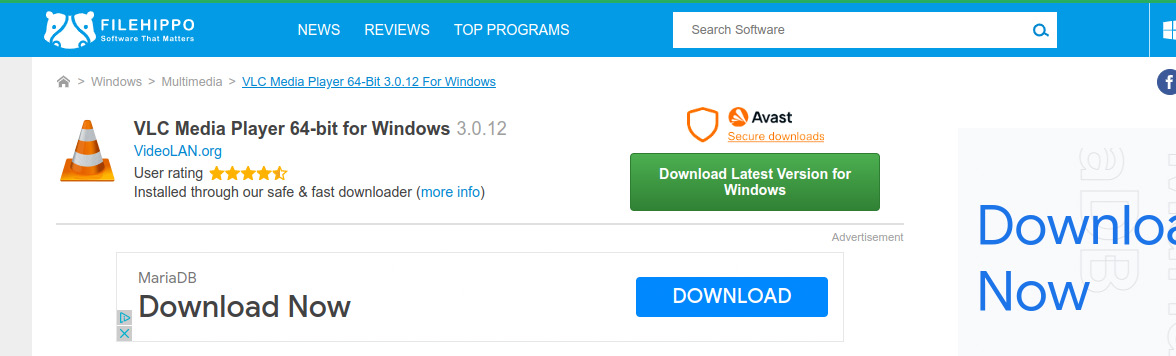 FILEHIPPO
Software That Matters
NEWS REVIEWS TOP PROGRAMS
Search Software
> Windows > Multimedia > VLC Media Player 64-Bit 3.0.12 For Windows
VLC Media Player 64-bit for Windows 3.0.12
VideoLAN.org
User rating
Installed through our safe & fast downloader (more info)
Avast
Secure downloads
Download Latest Version for
Windows
Advertisement
MariaDB
Download Now
DOWNLOAD
Downloa
Now